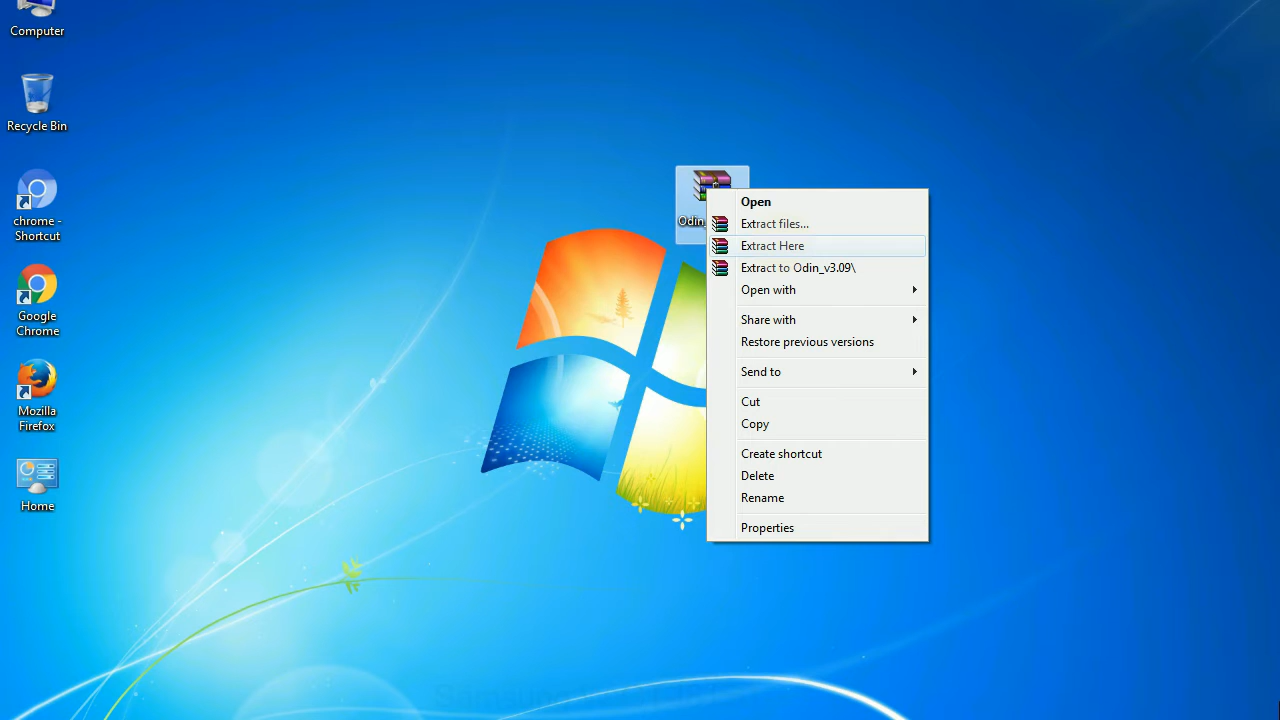 Computer
Recycle Bin
chrome -
Shortcut
Google
Chrome
Mozilla
Firefox
Home
Open
Extract files...
Extract Here
Extract to Odin_v3.09\
Open with
Share with
Restore previous versions
Send to
Cut
Copy
Create shortcut
Delete
Rename
Properties